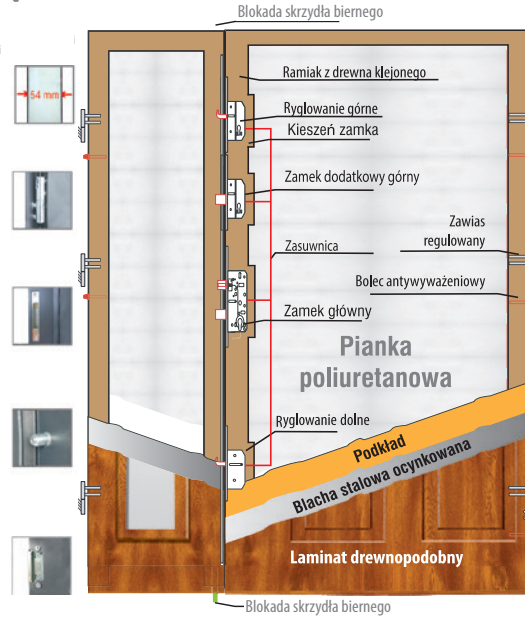 Blokada skrzydła biernego
54 mm
Ramiak z drewna klejonego
Ryglowanie górne
Kieszeń zamka
Zamek dodatkowy górny
Zawias
regulowany
Zasuwnica
Bolec antywyważeniowy
Zamek główny
Pianka
poliuretanowa
Ryglowanie dolne
Podkład
Blacha stalowa ocynkowana
Laminat drewnopodobny
Blokada skrzydła biernego